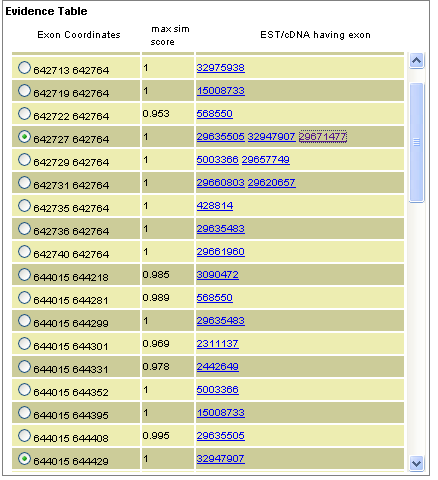 Evidence Table
Exon Coordinates max sim score EST/cDNA having exon
642713 642764 1 32975938
642719 642764 1 15008733
642722 642764 0.953 568550
642727 642764 1 29635505 32947907 29671477
642729 642764 1 5003366 29657749
642731 642764 1 29660803 29620657
642735 642764 1 428814
642736 642764 1 29635483
642740 642764 1 29661960
644015 644218 0.985 3090472
644015 644281 0.989 568550
644015 644299 1 29635483
644015 644301 0.969 2311137
644015 644331 0.978 2442649
644015 644352 1 5003366
644015 644395 1 15008733
644015 644408 0.995 29635505
644015 644429 1 32947907